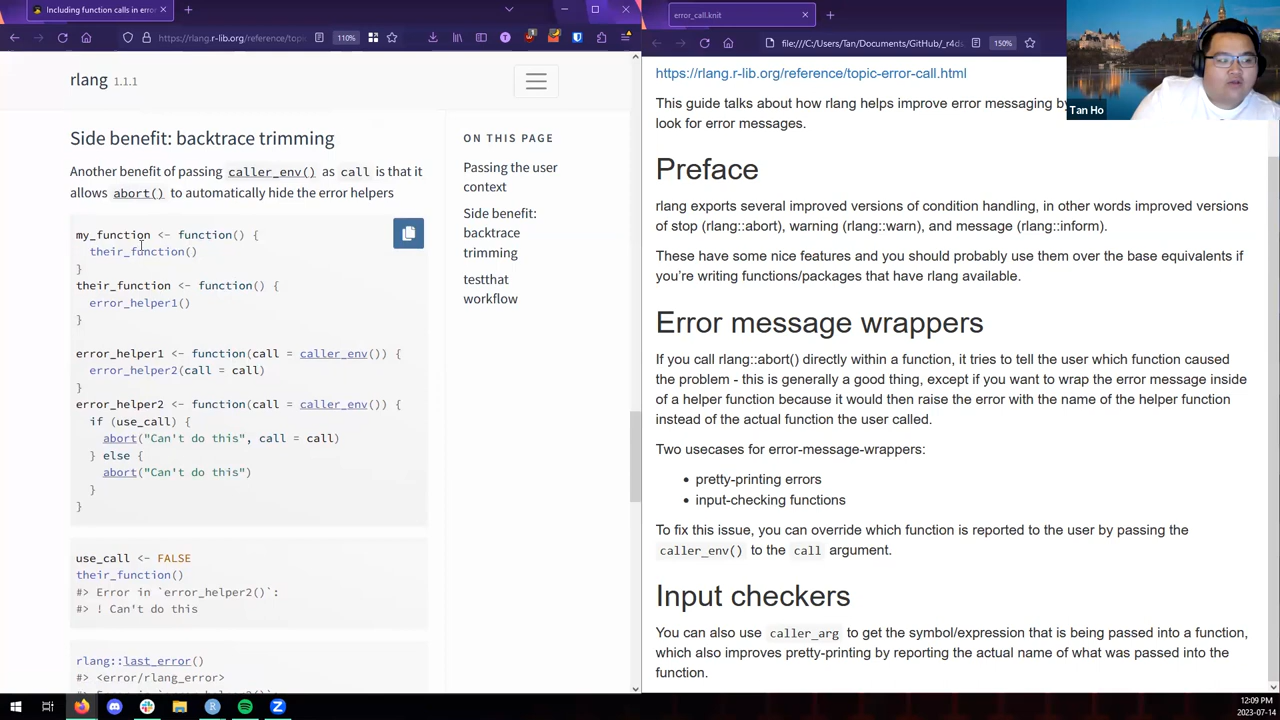 Including function calls in error
https://rlang.r-lib.org/reference/topic
110%
rlang 1.1.1
Side benefit: backtrace trimming
Another benefit of passing caller_env() as call is that it
allows abort() to automatically hide the error helpers
my_function <- function() {
their_function()
}
their_function <- function() {
error_helper1()
}
error_helper1 <- function(call = caller_env()) {
error_helper2(call = call)
}
error_helper2 <- function(call = caller_env()) {
if (use_call) {
abort("Can't do this", call = call)
} else {
abort("Can't do this")
}
}
use_call <- FALSE
their_function()
#> Error in `error_helper2()`:
#> ! Can't do this
rlang::last_error()
#> <error/rlang_error>
ON THIS PAGE
Passing the user
context
Side benefit:
backtrace
trimming
testthat
workflow
error_call.knit
file:///C:/Users/Tan/Documents/GitHub/_r4ds
150%
https://rlang.r-lib.org/reference/topic-error-call.html
This guide talks about how rlang helps improve error messaging by
look for error messages.
Preface
rlang exports several improved versions of condition handling, in other words improved versions
of stop (rlang::abort), warning (rlang::warn), and message (rlang::inform).
These have some nice features and you should probably use them over the base equivalents if
you're writing functions/packages that have rlang available.
Error message wrappers
If you call rlang::abort() directly within a function, it tries to tell the user which function caused
the problem - this is generally a good thing, except if you want to wrap the error message inside
of a helper function because it would then raise the error with the name of the helper function
instead of the actual function the user called.
Two usecases for error-message-wrappers:
• pretty-printing errors
• input-checking functions
To fix this issue, you can override which function is reported to the user by passing the
caller_env() to the call argument.
Input checkers
You can also use caller_arg to get the symbol/expression that is being passed into a function,
which also improves pretty-printing by reporting the actual name of what was passed into the
function.
Tan Ho
12:09 PM
2023-07-14